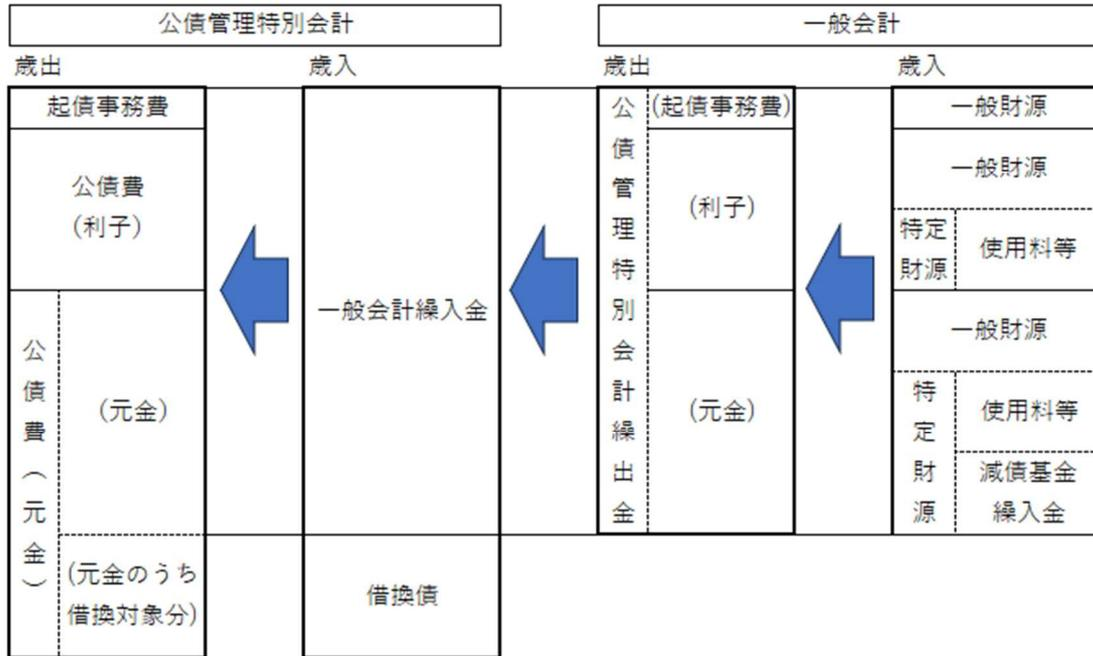 公債管理特別会計
一般会計
歳出
歳入
歳出
歳入
起債事務費
公債費
(利子)
公債費(元金)
(元金)
(元金のうち
借換対象分)
一般会計繰入金
借換債
公債管理特別会計繰出金
(起債事務費)
(利子)
(元金)
一般財源
一般財源
特定
財源
使用料等
一般財源
特定財源
使用料等
減債基金
繰入金